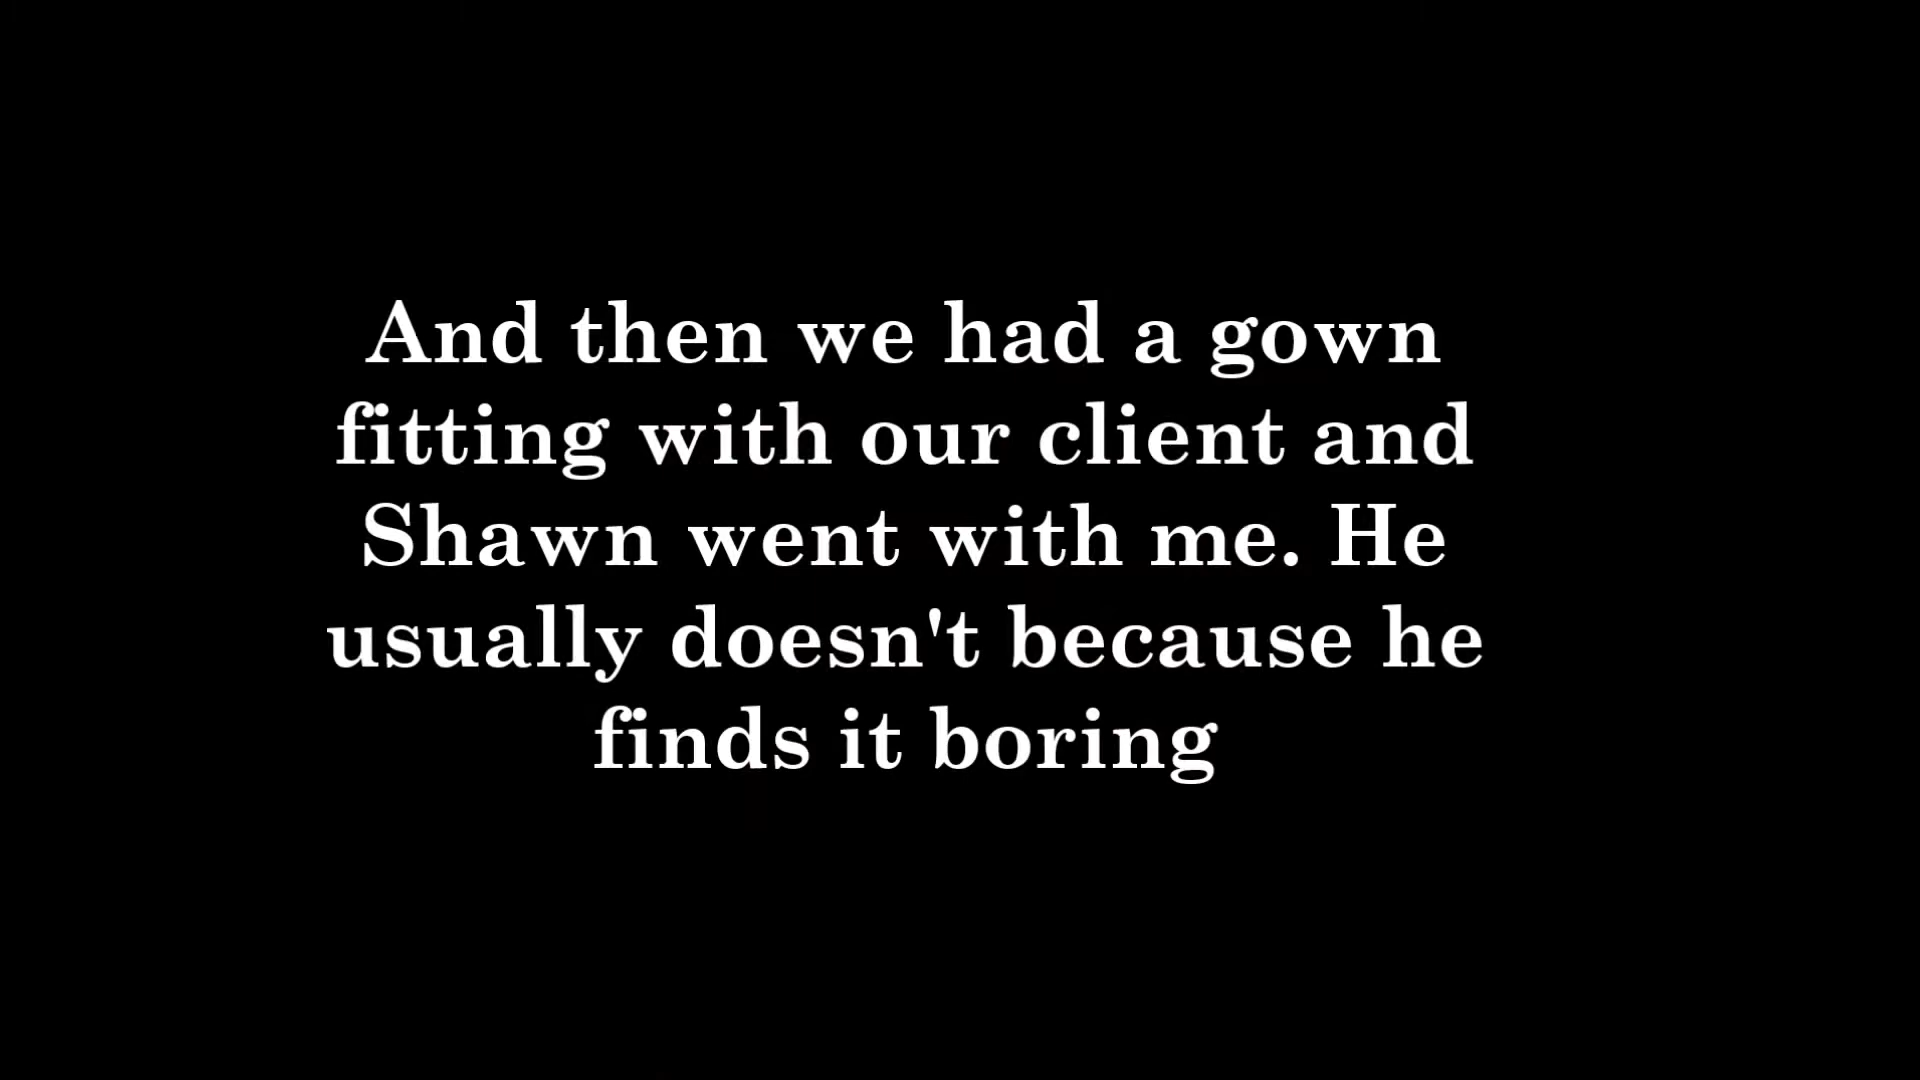 And then we had a gown
fitting with our client and
Shawn went with me. He
usually doesn't because he
finds it boring